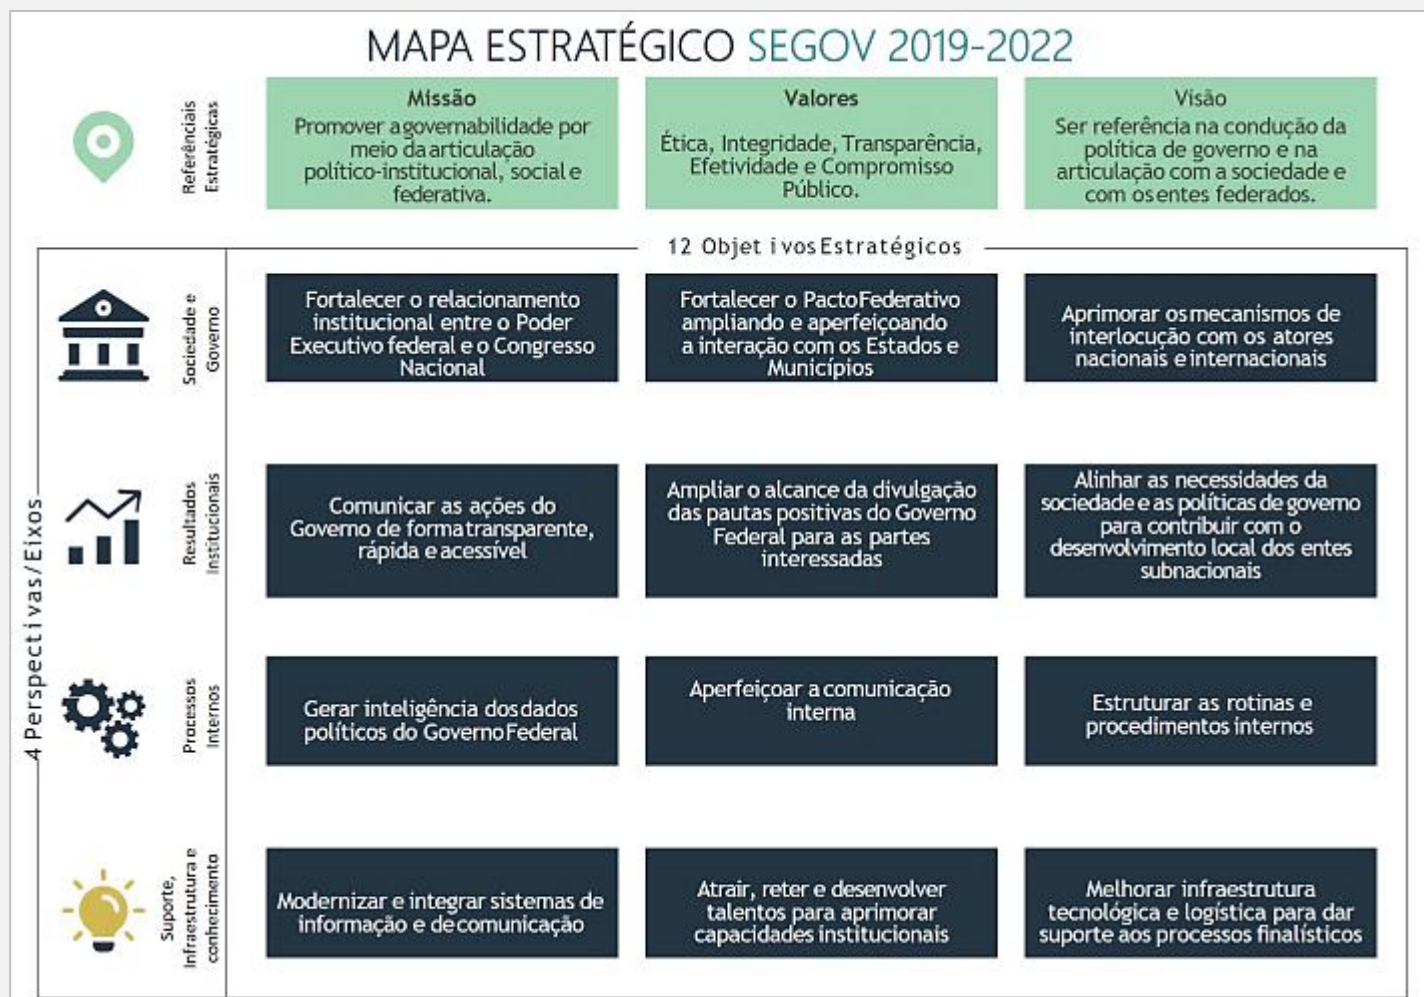 MAPA ESTRATÉGICO SEGOV 2019-2022
Referênciais
Estratégicas
Missão
Promover a governabilidade por
meio da articulação
político-institucional, social e
federativa.
Valores
Ética, Integridade, Transparência,
Efetividade e Compromisso
Público.
Visão
Ser referência na condução da
política de governo e na
articulação com a sociedade e
com os entes federados.
12 Objetivos Estratégicos
4 Perspectivas/Eixos
Sociedade e
Governo
Fortalecer o relacionamento
institucional entre o Poder
Executivo federal e o Congresso
Nacional
Fortalecer o Pacto Federativo
ampliando e aperfeiçoando
a interação com os Estados e
Municípios
Aprimorar os mecanismos de
interlocução com os atores
nacionais e internacionais
Resultados
Institucionais
Comunicar as ações do
Governo de forma transparente,
rápida e acessível
Ampliar o alcance da divulgação
das pautas positivas do Governo
Federal para as partes
interessadas
Alinhar as necessidades da
sociedade e as políticas de governo
para contribuir com o
desenvolvimento local dos entes
subnacionais
Processos
Internos
Gerar inteligência dos dados
políticos do Governo Federal
Aperfeiçoar a comunicação
interna
Estruturar as rotinas e
procedimentos internos
Suporte,
Infraestrutura e
conhecimento
Modernizar e integrar sistemas de
informação e de comunicação
Atrair, reter e desenvolver
talentos para aprimorar
capacidades institucionais
Melhorar infraestrutura
tecnológica e logística para dar
suporte aos processos finalísticos